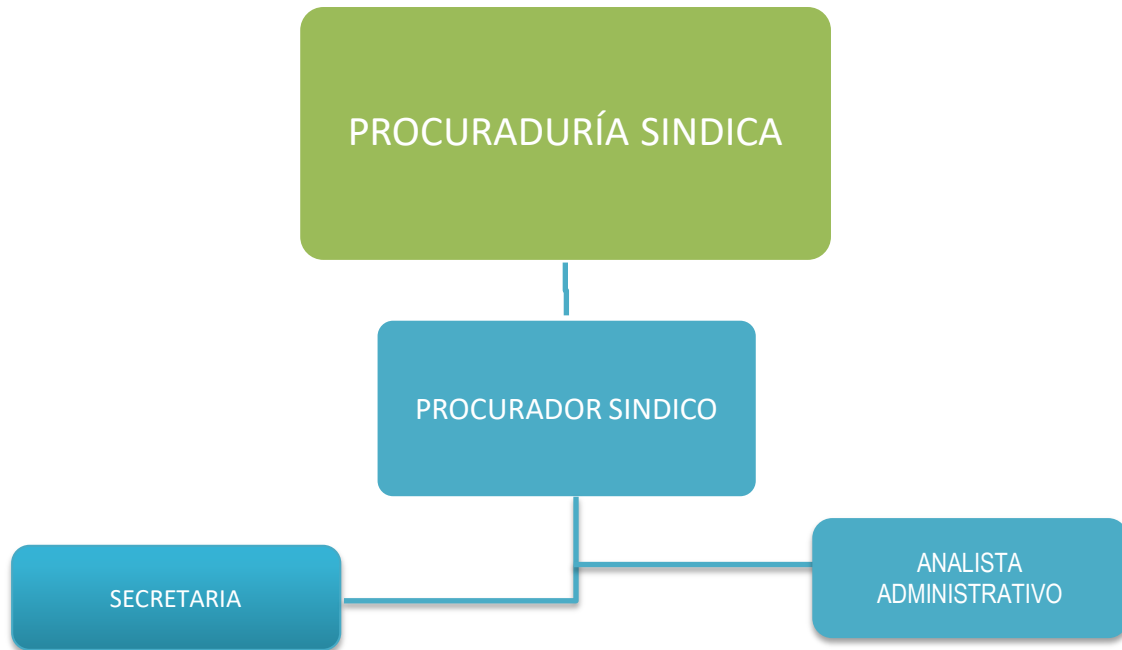 PROCURADURÍA SINDICA
PROCURADOR SINDICO
SECRETARIA
ANALISTA
ADMINISTRATIVO